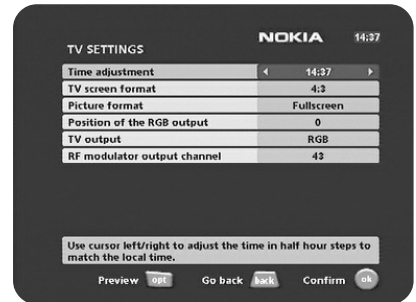 NOKIA 14:37
TV SETTINGS
Time adjustment 14:37
TV screen format 4:3
Picture format Fullscreen
Position of the RGB output 0
TV output RGB
RF modulator output channel 43
Use cursor left/right to adjust the time in half hour steps to
match the local time.
Preview opt Go back back Confirm ok